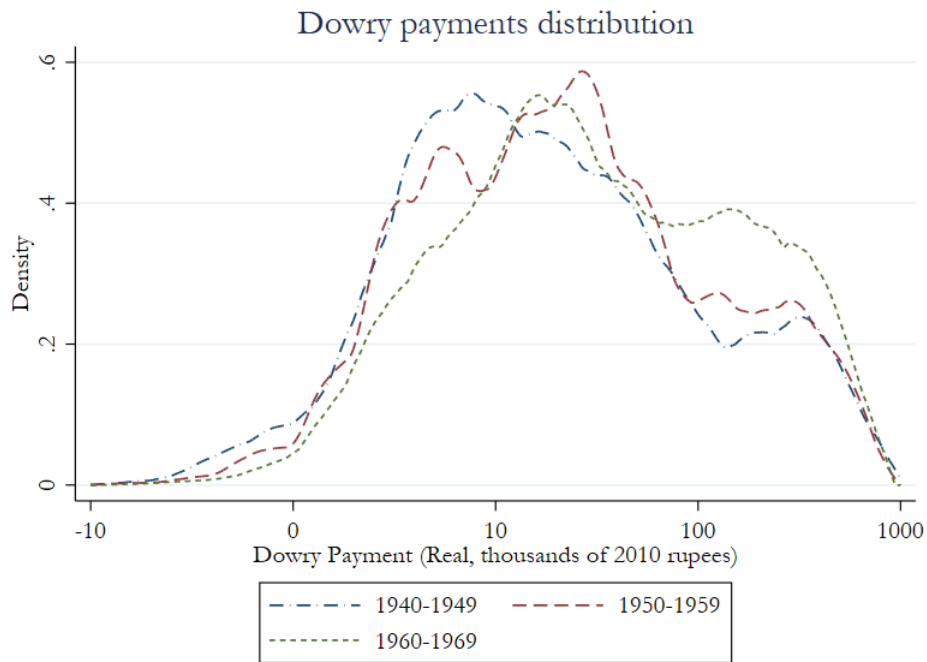 Dowry payments distribution
.6
.4
.2
0
Density
-10 0 10 100 1000
Dowry Payment (Real, thousands of 2010 rupees)
1940-1949 1950-1959
1960-1969